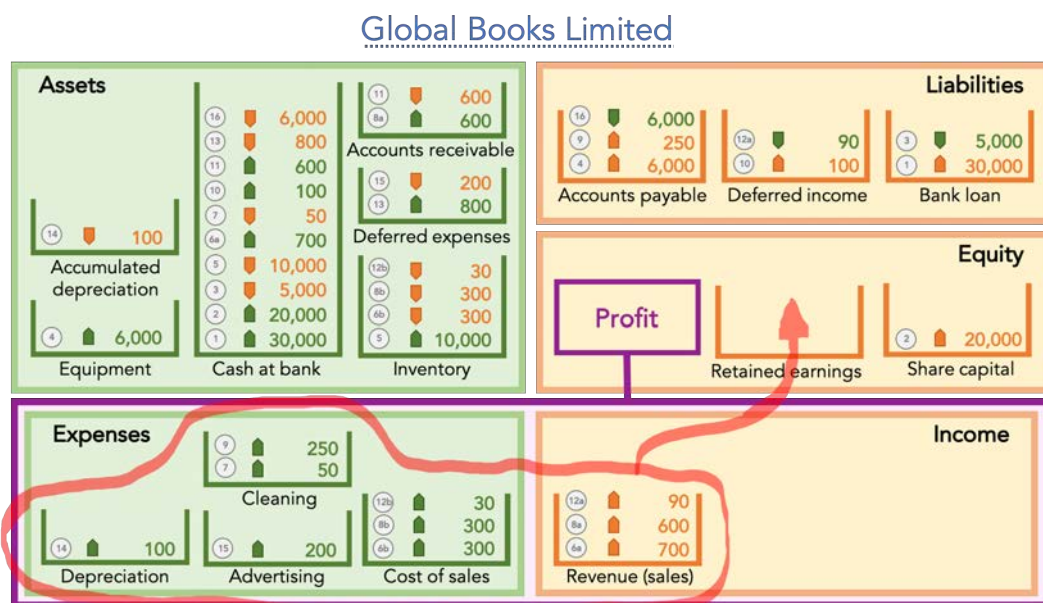 Global Books Limited
Assets
14 100
Accumulated
depreciation
4 6,000
Equipment
16 6,000
13 800
11 600
10 100
7 50
6a 700
5 10,000
3 5,000
2 20,000
1 30,000
Cash at bank
11 600
8a 600
Accounts receivable
15 200
13 800
Deferred expenses
12b 30
8b 300
6b 300
5 10,000
Inventory
Liabilities
16 6,000
9 250
4 6,000
Accounts payable
12a 90
10 100
Deferred income
3 5,000
1 30,000
Bank loan
Equity
Profit
Retained earnings
2 20,000
Share capital
Expenses
14 100
Depreciation
9 250
7 50
Cleaning
15 200
Advertising
12b 30
8b 300
6b 300
Cost of sales
Income
12a 90
8a 600
6a 700
Revenue (sales)